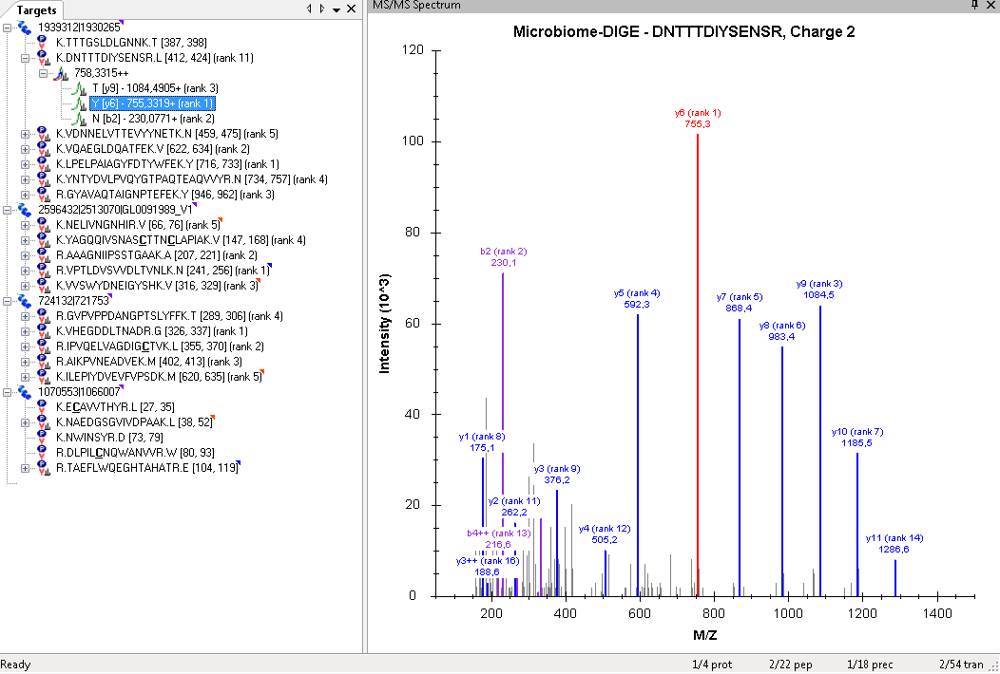 Targets
1939312|1930265
K.TTTGSLDLGNNK.T [387, 398]
K.DNTTTDIYSENSR.L [412, 424] (rank 11)
758,3315++
T [y9] - 1084,4905+ (rank 3)
Y [y6] - 755,3319+ (rank 1)
N [b2] - 230,0771+ (rank 2)
K.VDNNELVTTEVYYNETK.N [459, 475] (rank 5)
K.VQAEGLDQATFEK.V [622, 634] (rank 2)
K.LPELPAIAGYFDTYWFEK.Y [716, 733] (rank 1)
K.YNTYDVLPVQYGTPAQTEAQVVYR.N [734, 757] (rank 4)
R.GYAVAQTAIGNPTEFEK.Y [946, 962] (rank 3)
2596432|2513070|GL0091989_V1
K.NELIVNGNHIR.V [66, 76] (rank 5)
K.YAGQQIVSNASCTTNCLAPIAK.V [147, 168] (rank 4)
R.AAAGNIIPSSTGAAK.A [207, 221] (rank 2)
R.VPTLDVSVVDLTVNLK.N [241, 256] (rank 1)
K.VVSWYDNEIGYSHK.V [316, 329] (rank 3)
724132|721753
R.GVPVPPDANGPTSLYFFK.T [289, 306] (rank 4)
K.VHEGDDLTNADR.G [326, 337] (rank 1)
R.IPVQELVAGDIGCTVK.L [355, 370] (rank 2)
R.AIKPVNEADVEK.M [402, 413] (rank 3)
K.ILEPIYDVEVFVPSDK.M [620, 635] (rank 5)
1070553|1066007
K.ECAVVTHYR.L [27, 35]
K.NAEDGSGVIVDPAAK.L [38, 52]
K.NWINSYR.D [73, 79]
R.DLPILCNQWANVVR.W [80, 93]
R.TAEFLWQEGHTAHATR.E [104, 119]
MS/MS Spectrum
Microbiome-DIGE - DNTTTDIYSENSR, Charge 2
120
100
80
60
40
20
0
Intensity (10^3)
y6 (rank 1)
755,3
b2 (rank 2)
230,1
y9 (rank 3)
1084,5
y5 (rank 4)
592,3
y7 (rank 5)
868,4
y8 (rank 6)
983,4
y1 (rank 8)
175,1
y10 (rank 7)
1185,5
y3 (rank 9)
376,2
y2 (rank 11)
262,2
b4++ (rank 13)
216,6
y4 (rank 12)
505,2
y11 (rank 14)
1286,6
y3++ (rank 16)
188,6
200
400
600
800
1000
1200
1400
M/Z
Ready
1/4 prot
2/22 pep
1/18 prec
2/54 tran